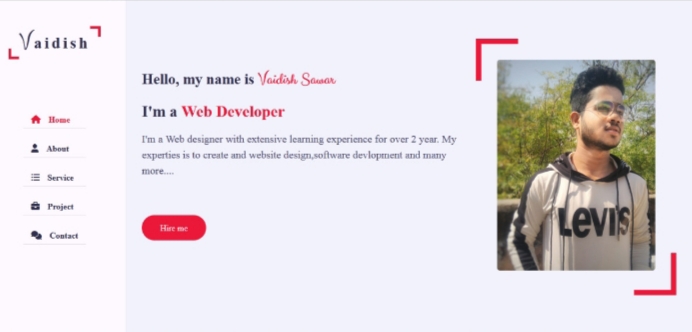 Vaidish
Home
About
Service
Project
Contact
Hello, my name is Vaidish Sawar
I'm a Web Developer
I'm a Web designer with extensive learning experience for over 2 year. My
experties is to create and website design,software devlopment and many
more....
Hire me
LEVI'S